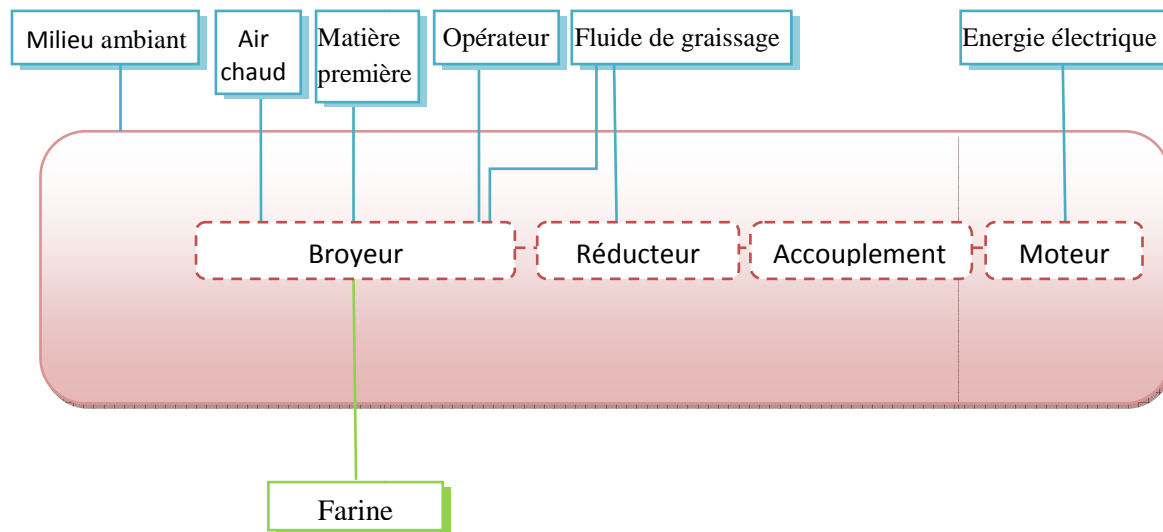 Milieu ambiant
Air
chaud
Matière
première
Opérateur
Fluide de graissage
Energie électrique
Broyeur
Réducteur
Accouplement
Moteur
Farine